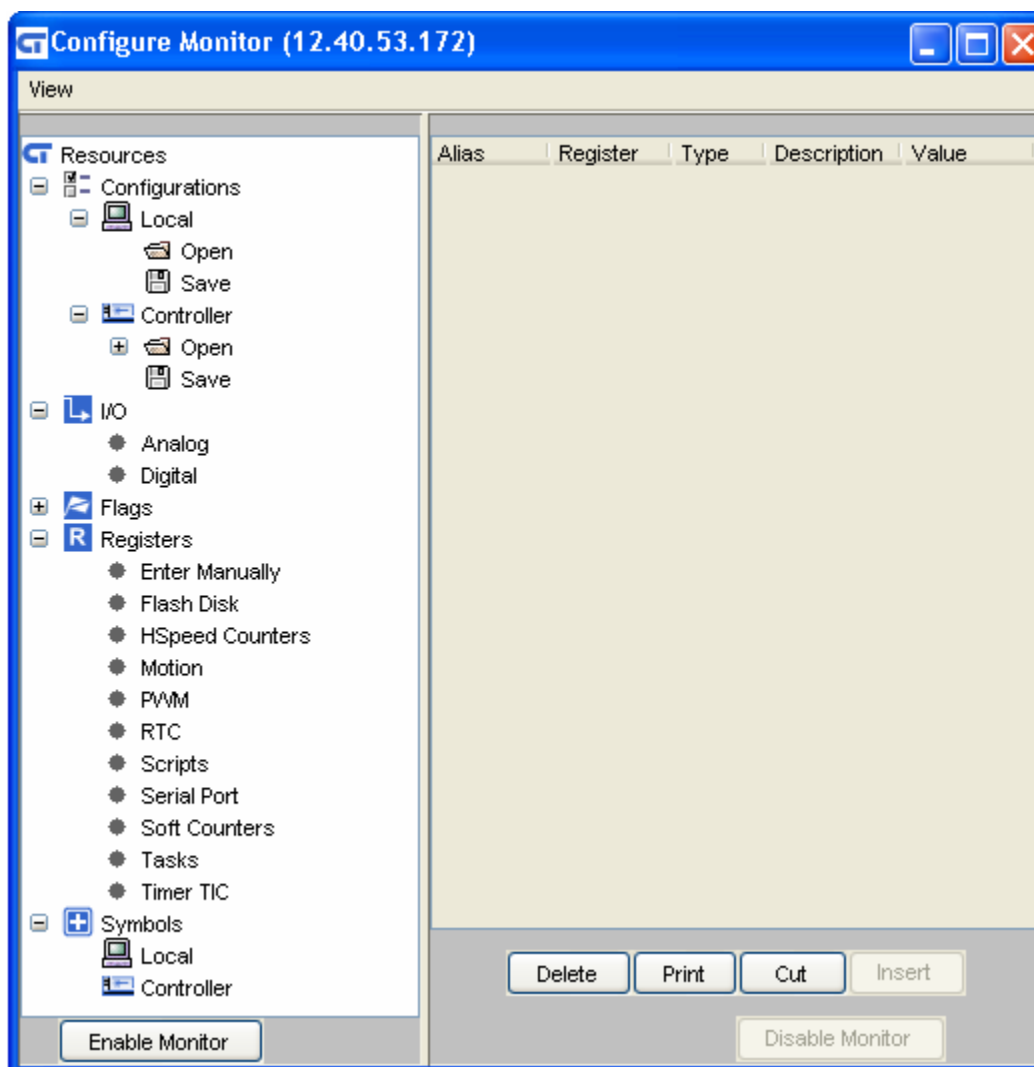 CT Configure Monitor (12.40.53.172)
View
CT Resources
Configurations
Local
Open
Save
Controller
Open
Save
I/O
Analog
Digital
Flags
R Registers
Enter Manually
Flash Disk
HSpeed Counters
Motion
PWM
RTC
Scripts
Serial Port
Soft Counters
Tasks
Timer TIC
Symbols
Local
Controller
Enable Monitor
Alias Register Type Description Value
Delete Print Cut Insert
Disable Monitor